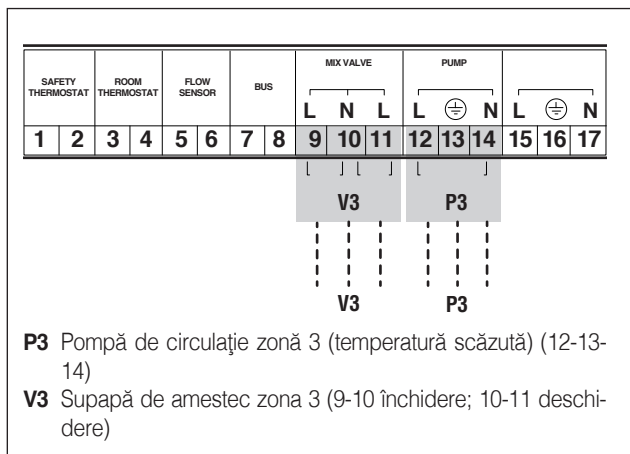 MIX VALVE PUMP
SAFETY ROOM FLOW BUS
THERMOSTAT THERMOSTAT SENSOR
L N L L N L N
1 2 3 4 5 6 7 8 9 10 11 12 13 14 15 16 17
V3 P3
V3 P3
P3 Pompă de circulaţie zonă 3 (temperatură scăzută) (12-13-
14)
V3 Supapă de amestec zona 3 (9-10 închidere; 10-11 deschi-
dere)